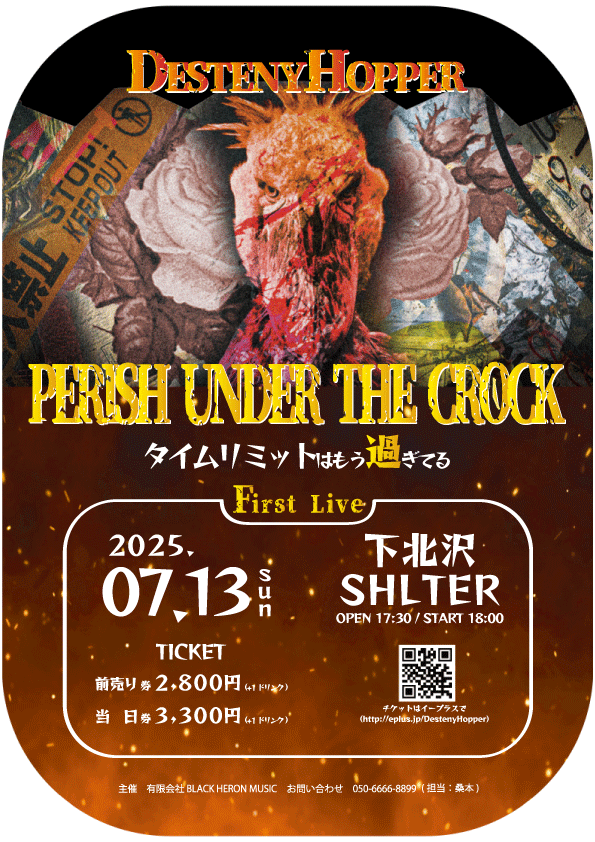 DESTENYHOPPER
STOP!
KEEP OUT
禁止
PERISH UNDER THE CROCK
タイムリミットはもう過ぎてる
First Live
2025.
07.13 sun
下北沢
SHLTER
OPEN 17:30 / START 18:00
TICKET
前売り券 2,800円 (+1ドリンク)
当 日券 3,300円 (+1ドリンク)
チケットはイープラスで
(http://eplus.jp/DestenyHopper)
主催 有限会社 BLACK HERON MUSIC お問い合わせ 050-6666-8899 ( 担当：桑本 )